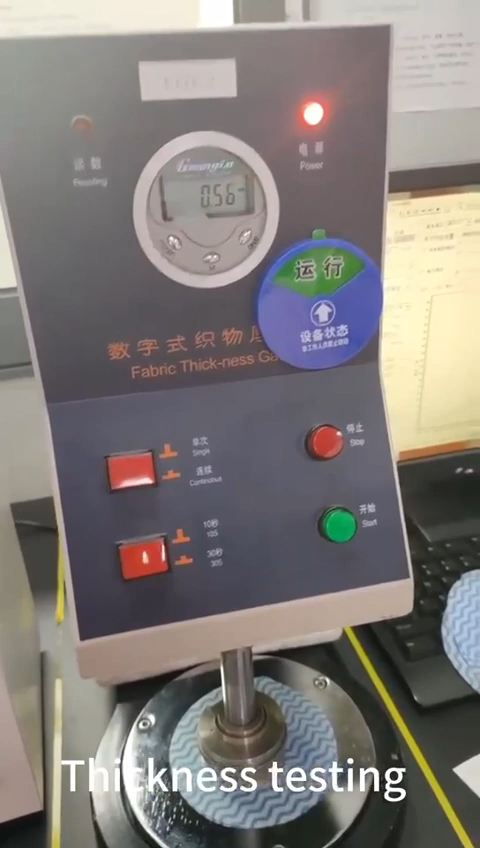 读数
Reading
电源
Power
0.56
运行
设备状态
数字式织物厚
Fabric Thick-ness Ga
单次
Single
连续
Continuous
停止
Stop
10秒
10S
30秒
30S
开始
Start
Thickness testing